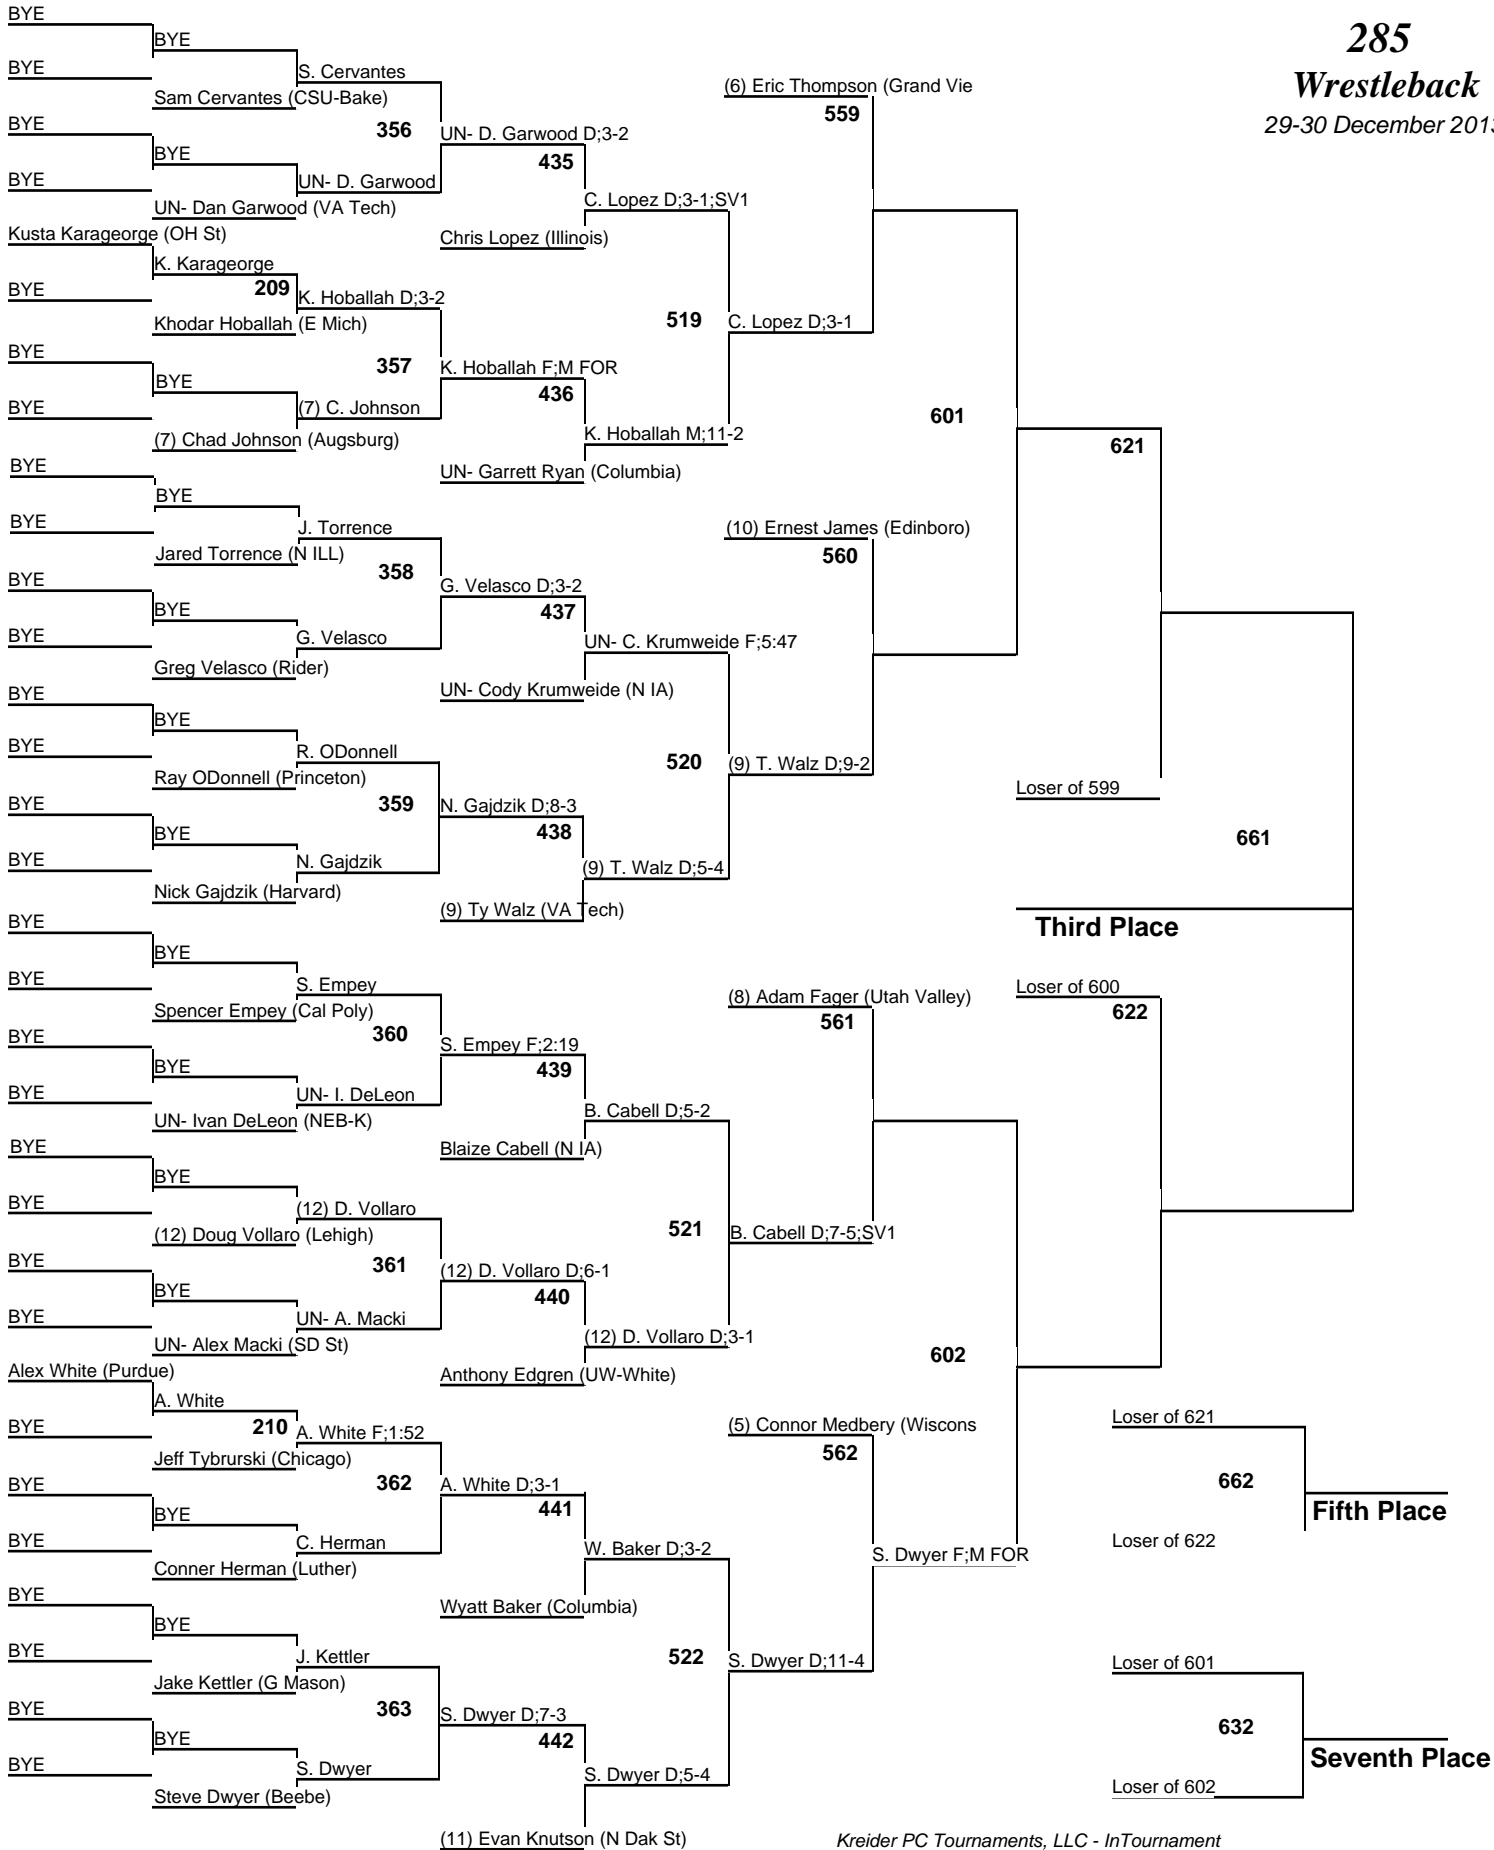 285
Wrestleback
29-30 December 2013
BYE
BYE
BYE
S. Cervantes
Sam Cervantes (CSU-Bake)
356
BYE
BYE
BYE
UN- D. Garwood
UN- Dan Garwood (VA Tech)
UN- D. Garwood D;3-2
435
C. Lopez D;3-1;SV1
Chris Lopez (Illinois)
(6) Eric Thompson (Grand Vie
559
Kusta Karageorge (OH St)
K. Karageorge
BYE
209
K. Hoballah D;3-2
Khodar Hoballah (E Mich)
519
C. Lopez D;3-1
BYE
357
K. Hoballah F;M FOR
BYE
436
BYE
(7) C. Johnson
601
(7) Chad Johnson (Augsburg)
K. Hoballah M;11-2
621
BYE
UN- Garrett Ryan (Columbia)
BYE
BYE
J. Torrence
(10) Ernest James (Edinboro)
Jared Torrence (N ILL)
560
358
BYE
G. Velasco D;3-2
BYE
437
BYE
G. Velasco
UN- C. Krumweide F;5:47
Greg Velasco (Rider)
UN- Cody Krumweide (N IA)
BYE
BYE
BYE
R. ODonnell
520
(9) T. Walz D;9-2
Ray ODonnell (Princeton)
Loser of 599
BYE
359
N. Gajdzik D;8-3
BYE
438
661
BYE
N. Gajdzik
(9) T. Walz D;5-4
Nick Gajdzik (Harvard)
(9) Ty Walz (VA Tech)
BYE
Third Place
BYE
BYE
S. Empey
Loser of 600
(8) Adam Fager (Utah Valley)
Spencer Empey (Cal Poly)
622
561
360
BYE
S. Empey F;2:19
BYE
439
BYE
UN- I. DeLeon
B. Cabell D;5-2
UN- Ivan DeLeon (NEB-K)
BYE
Blaize Cabell (N IA)
BYE
BYE
(12) D. Vollaro
521
B. Cabell D;7-5;SV1
(12) Doug Vollaro (Lehigh)
BYE
361
(12) D. Vollaro D;6-1
BYE
440
BYE
UN- A. Macki
(12) D. Vollaro D;3-1
UN- Alex Macki (SD St)
602
Alex White (Purdue)
Anthony Edgren (UW-White)
A. White
BYE
210
A. White F;1:52
(5) Connor Medbery (Wiscons
Loser of 621
Jeff Tybrurski (Chicago)
562
BYE
362
A. White D;3-1
662
BYE
441
Fifth Place
BYE
C. Herman
W. Baker D;3-2
S. Dwyer F;M FOR
Loser of 622
Conner Herman (Luther)
BYE
Wyatt Baker (Columbia)
BYE
BYE
J. Kettler
522
S. Dwyer D;11-4
Loser of 601
Jake Kettler (G Mason)
BYE
363
S. Dwyer D;7-3
632
BYE
442
Seventh Place
BYE
S. Dwyer
S. Dwyer D;5-4
Loser of 602
Steve Dwyer (Beebe)
(11) Evan Knutson (N Dak St)
Kreider PC Tournaments, LLC - InTournament